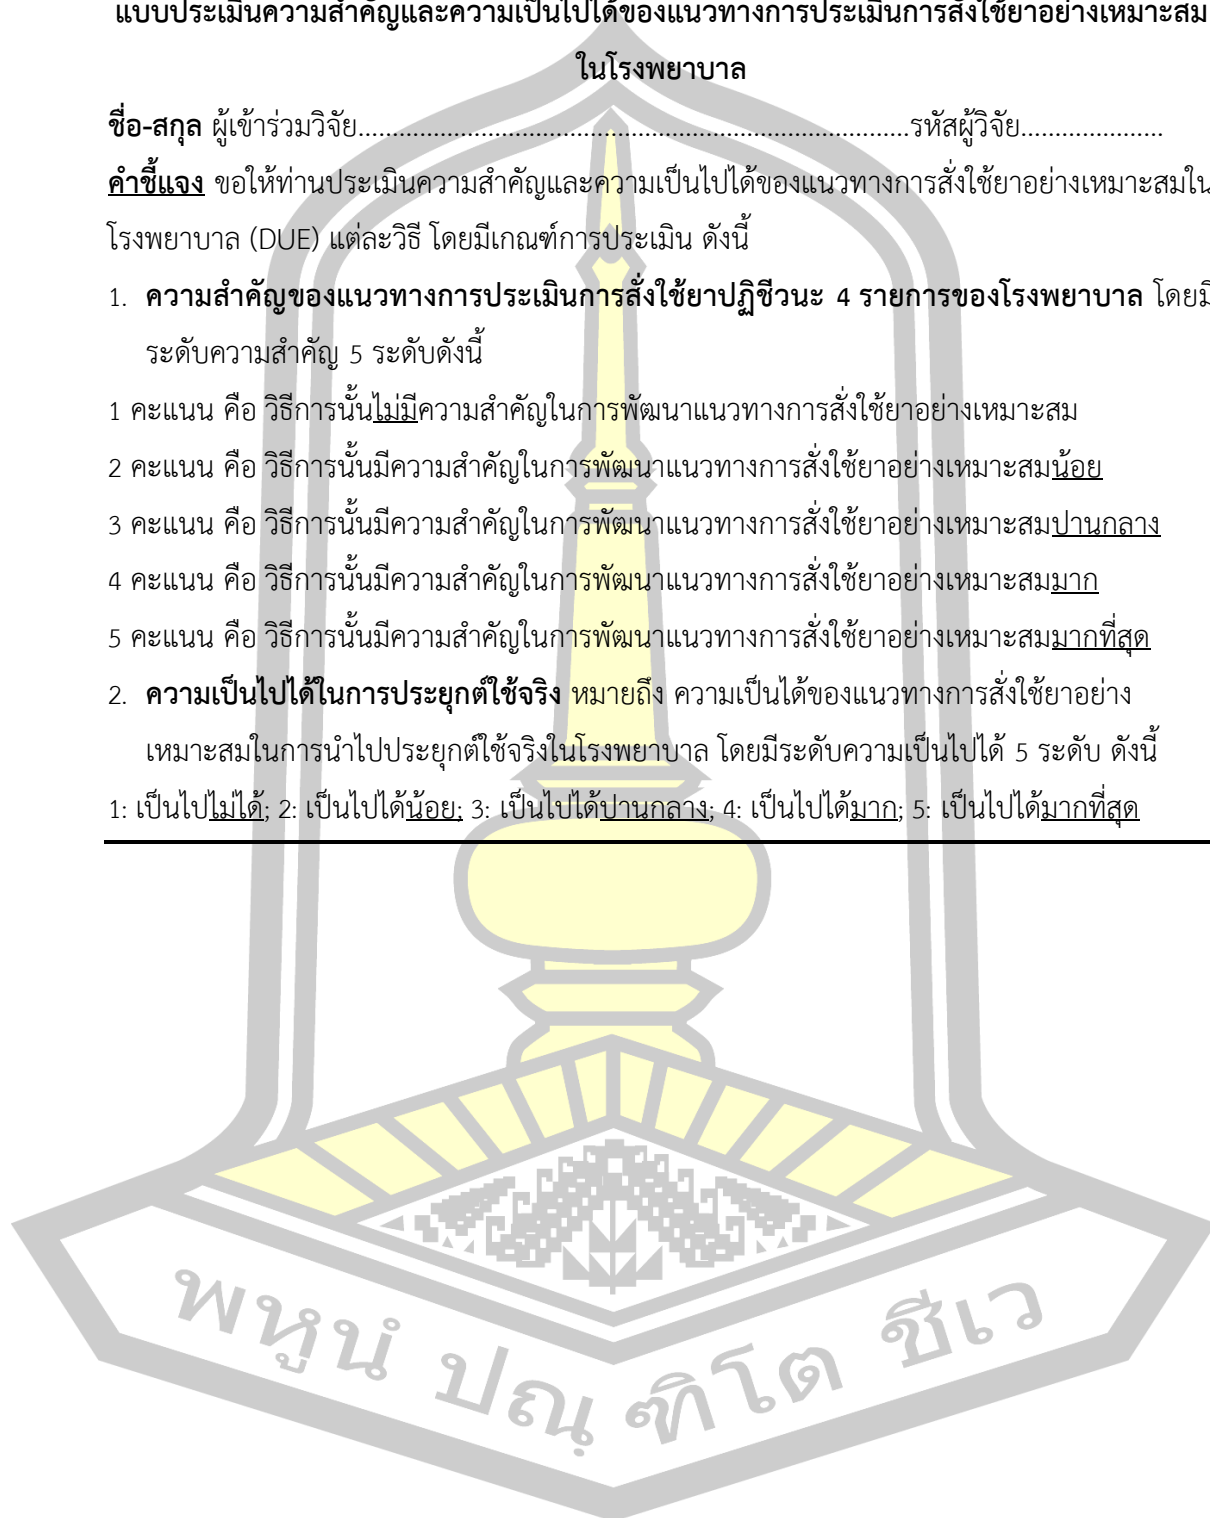 แบบประเมินความสำคัญและความเป็นไปได้ของแนวทางการประเมินการสั่งใช้ยาอย่างเหมาะสม
ในโรงพยาบาล
ชื่อ-สกุล ผู้เข้าร่วมวิจัย.................................................................................รหัสผู้วิจัย.....................
คำชี้แจง ขอให้ท่านประเมินความสำคัญและความเป็นไปได้ของแนวทางการสั่งใช้ยาอย่างเหมาะสมใน
โรงพยาบาล (DUE) แต่ละวิธี โดยมีเกณฑ์การประเมิน ดังนี้
1. ความสำคัญของแนวทางการประเมินการสั่งใช้ยาปฏิชีวนะ 4 รายการของโรงพยาบาล โดยมี
ระดับความสำคัญ 5 ระดับดังนี้
1 คะแนน คือ วิธีการนั้นไม่มีความสำคัญในการพัฒนาแนวทางการสั่งใช้ยาอย่างเหมาะสม
2 คะแนน คือ วิธีการนั้นมีความสำคัญในการพัฒนาแนวทางการสั่งใช้ยาอย่างเหมาะสมน้อย
3 คะแนน คือ วิธีการนั้นมีความสำคัญในการพัฒนาแนวทางการสั่งใช้ยาอย่างเหมาะสมปานกลาง
4 คะแนน คือ วิธีการนั้นมีความสำคัญในการพัฒนาแนวทางการสั่งใช้ยาอย่างเหมาะสมมาก
5 คะแนน คือ วิธีการนั้นมีความสำคัญในการพัฒนาแนวทางการสั่งใช้ยาอย่างเหมาะสมมากที่สุด
2. ความเป็นไปได้ในการประยุกต์ใช้จริง หมายถึง ความเป็นได้ของแนวทางการสั่งใช้ยาอย่าง
เหมาะสมในการนำไปประยุกต์ใช้จริงในโรงพยาบาล โดยมีระดับความเป็นไปได้ 5 ระดับ ดังนี้
1: เป็นไปไม่ได้; 2: เป็นไปได้น้อย; 3: เป็นไปได้ปานกลาง; 4: เป็นไปได้มาก; 5: เป็นไปได้มากที่สุด
พหูนํ ปณฺฑิโต ชีเว